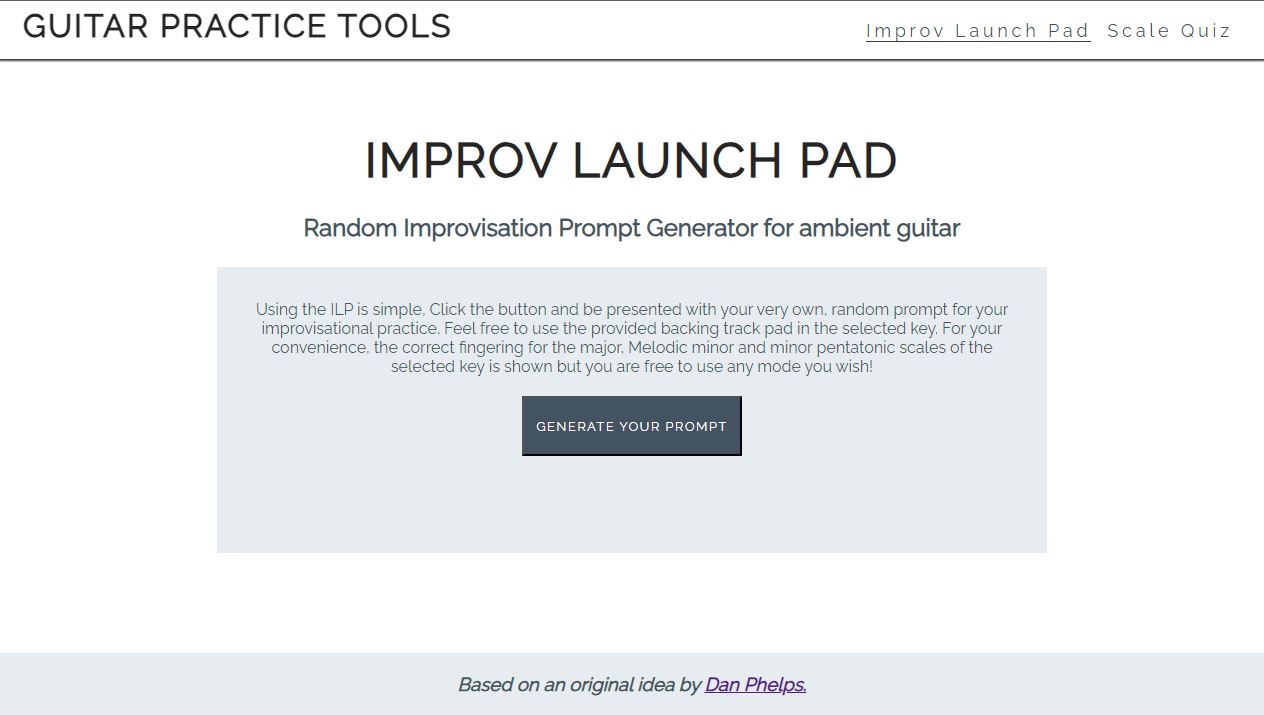 GUITAR PRACTICE TOOLS
Improv Launch Pad Scale Quiz
IMPROV LAUNCH PAD
Random Improvisation Prompt Generator for ambient guitar
Using the ILP is simple, Click the button and be presented with your very own, random prompt for your
improvisational practice. Feel free to use the provided backing track pad in the selected key. For your
convenience, the correct fingering for the major, Melodic minor and minor pentatonic scales of the
selected key is shown but you are free to use any mode you wish!
GENERATE YOUR PROMPT
Based on an original idea by Dan Phelps.